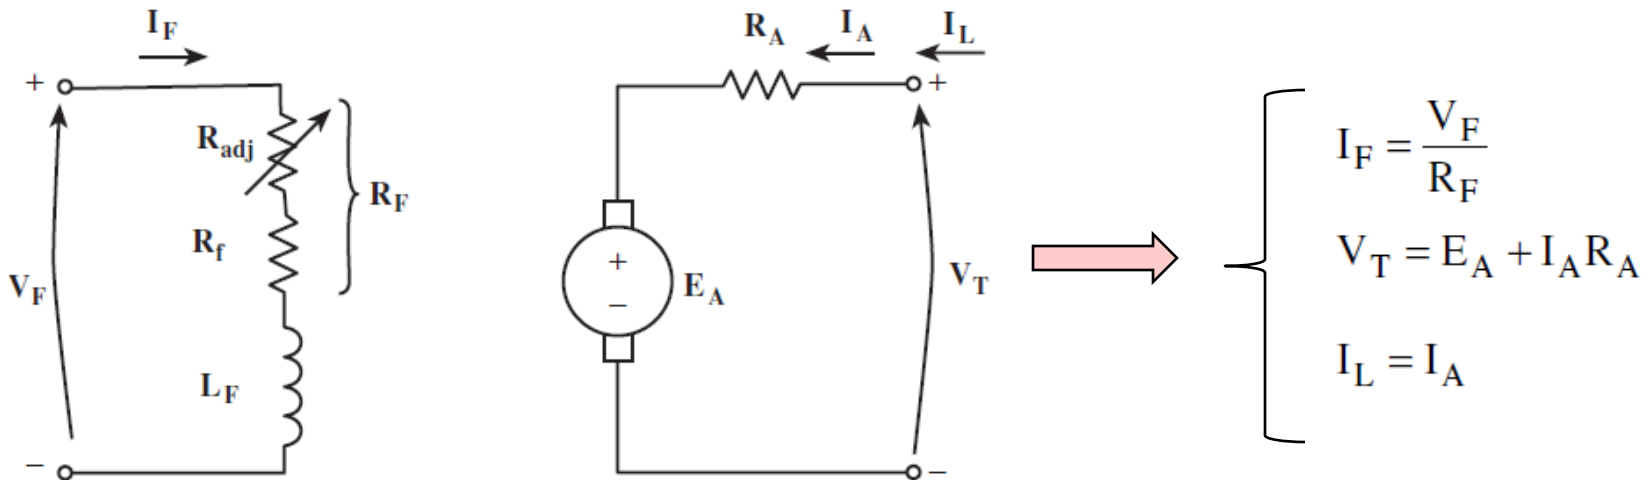 I_F
+
R_adj
R_F
R_f
V_F
L_F
−
R_A I_A I_L
+
+
−
E_A
V_T
−
I_F = V_F / R_F
V_T = E_A + I_A R_A
I_L = I_A